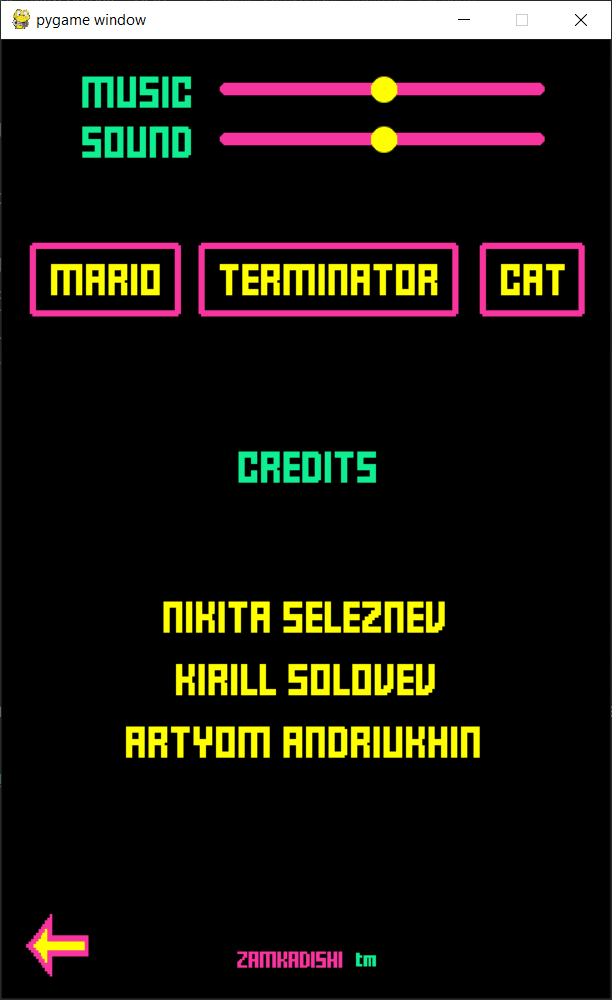 pygame window
MUSIC
SOUND
MARIO TERMINATOR CAT
CREDITS
NIKITA SELEZNEV
KIRILL SOLOVEV
ARTYOM ANDRIUKHIN
ZAMKADISHI tm